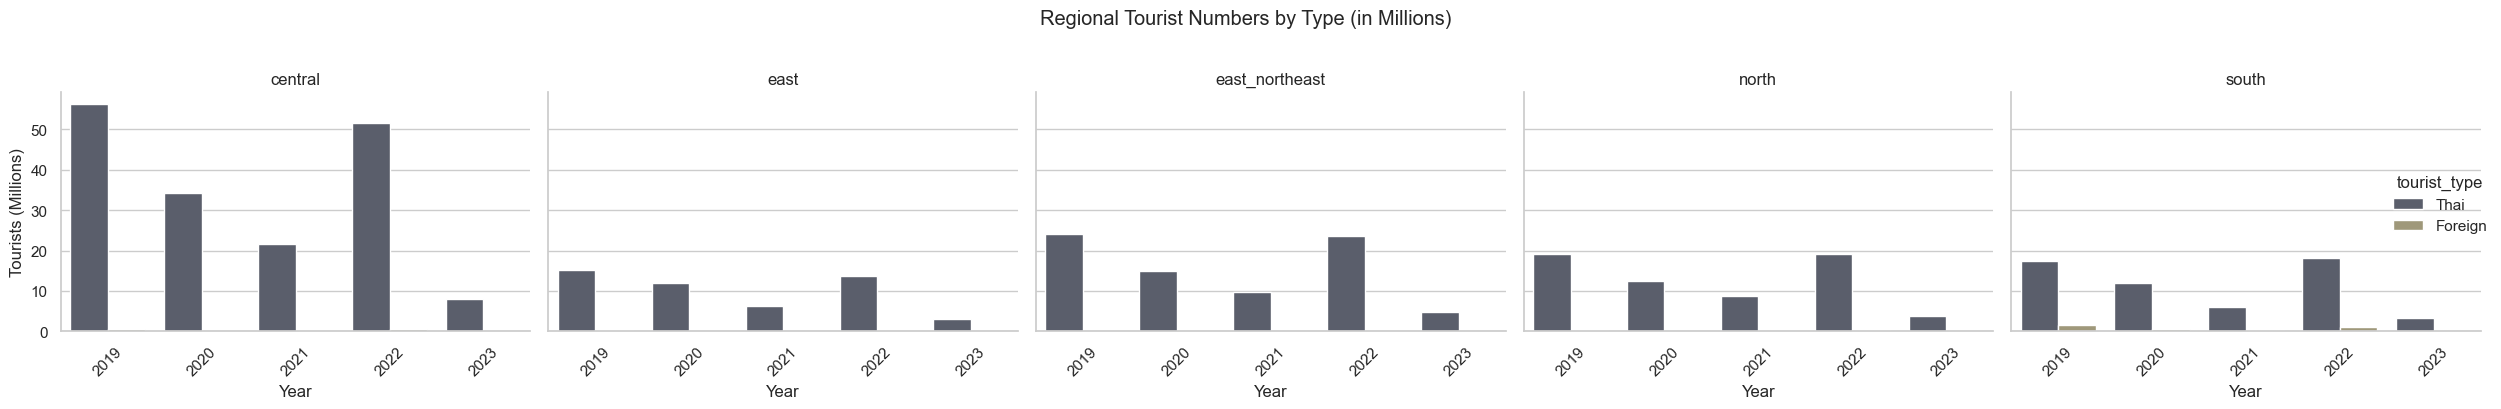 Regional Tourist Numbers by Type (in Millions)
central
east
east_northeast
north
south
Tourists (Millions)
50
40
30
20
10
0
2019
2020
2021
2022
2023
Year
2019
2020
2021
2022
2023
Year
2019
2020
2021
2022
2023
Year
2019
2020
2021
2022
2023
Year
2019
2020
2021
2022
2023
Year
tourist_type
Thai
Foreign